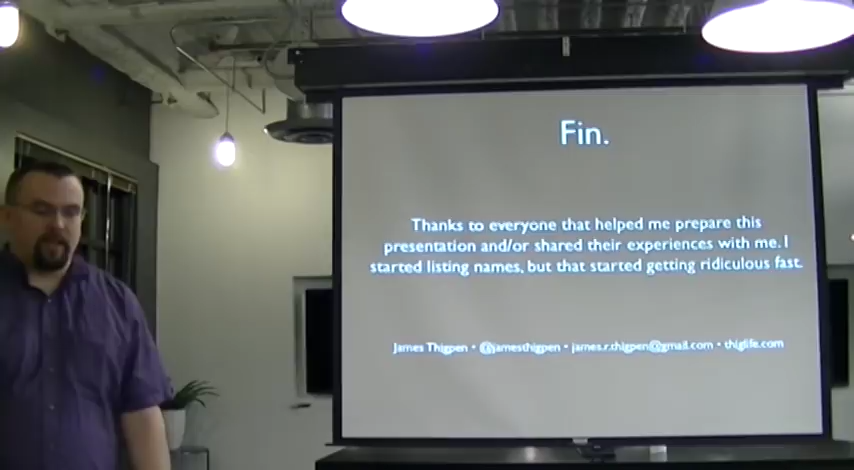 Fin.
Thanks to everyone that helped me prepare this
presentation and/or shared their experiences with me. I
started listing names, but that started getting ridiculous fast.
James Thigpen • @jamesthigpen • james.r.thigpen@gmail.com • thiglife.com